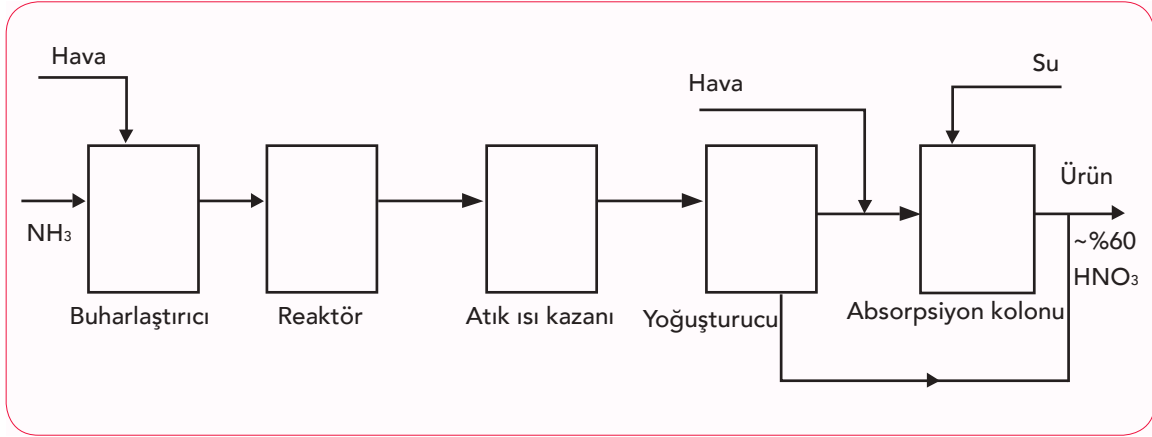 Hava
Hava
Su
NH₃
Ürün
~%60
HNO₃
Buharlaştırıcı
Reaktör
Atık ısı kazanı
Yoğuşturucu
Absorpsiyon kolonu